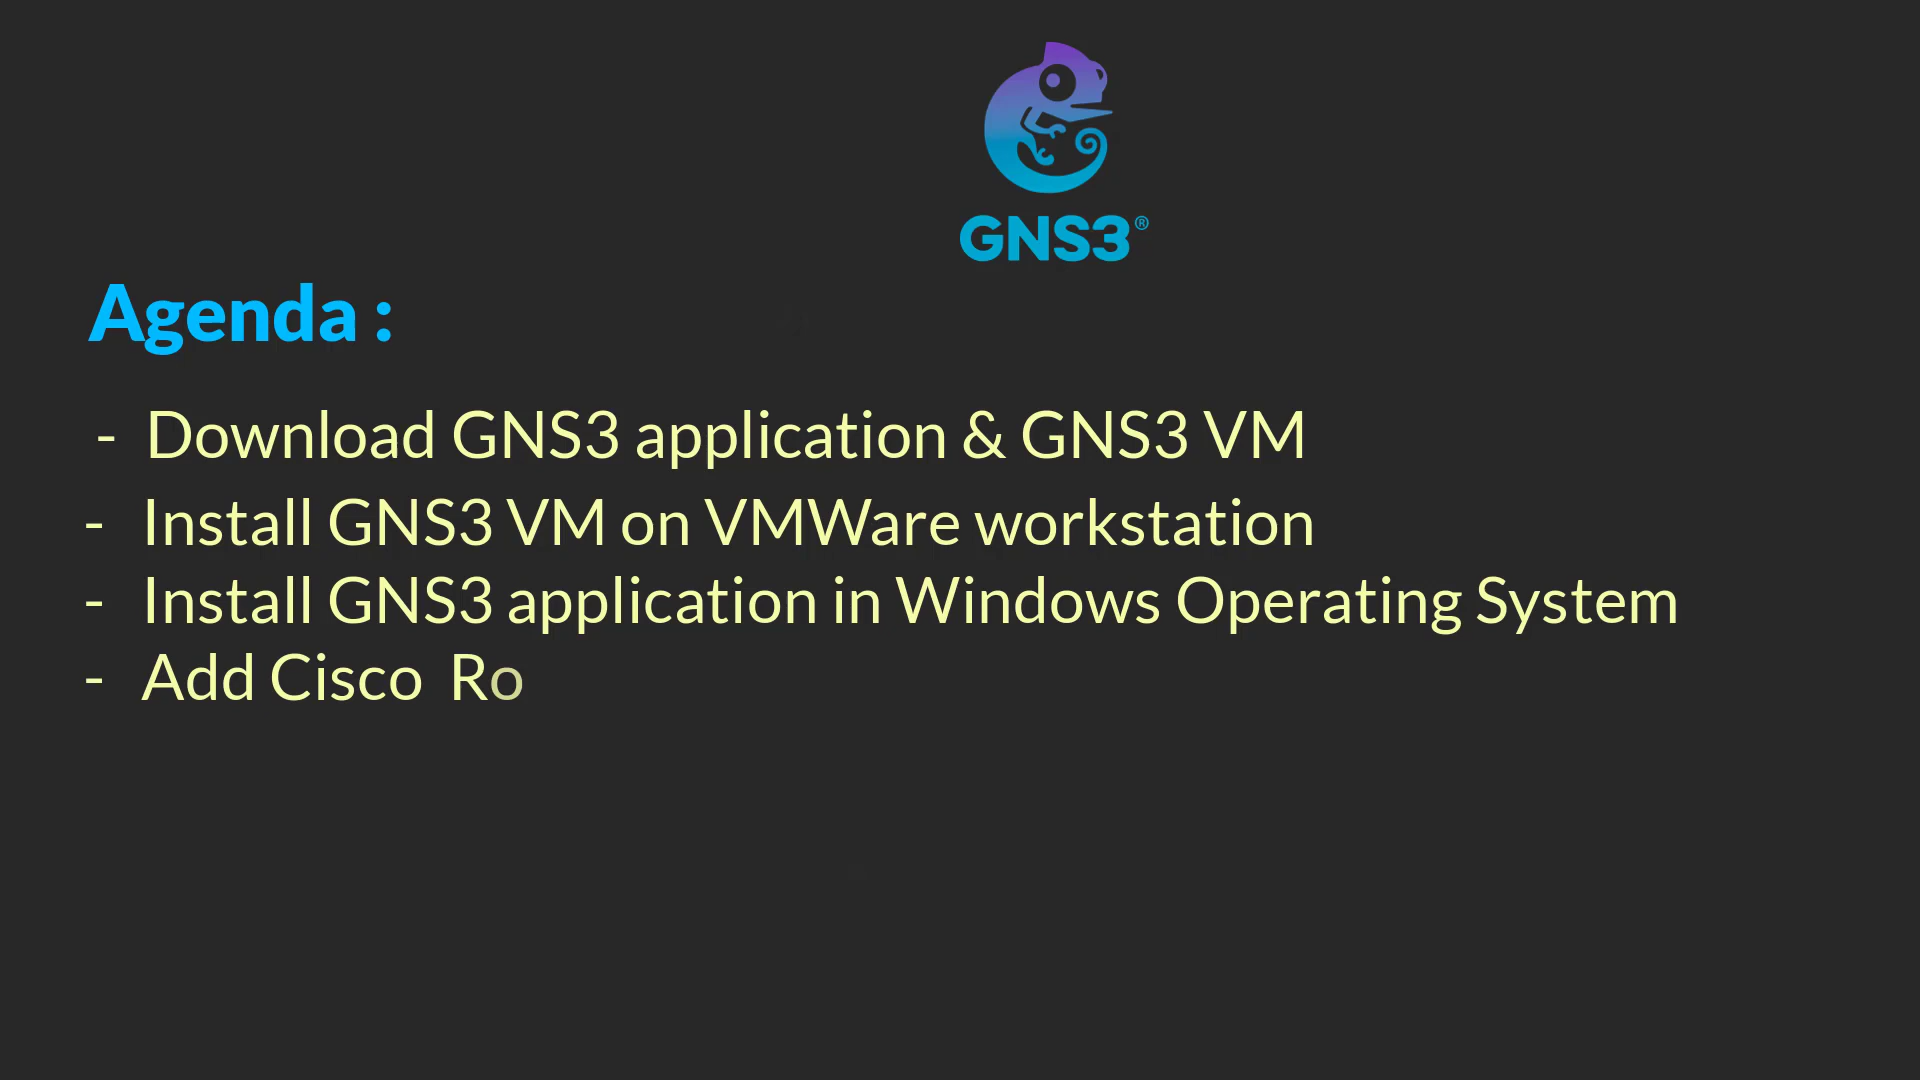 GNS3®
Agenda :
- Download GNS3 application & GNS3 VM
- Install GNS3 VM on VMWare workstation
- Install GNS3 application in Windows Operating System
- Add Cisco Ro